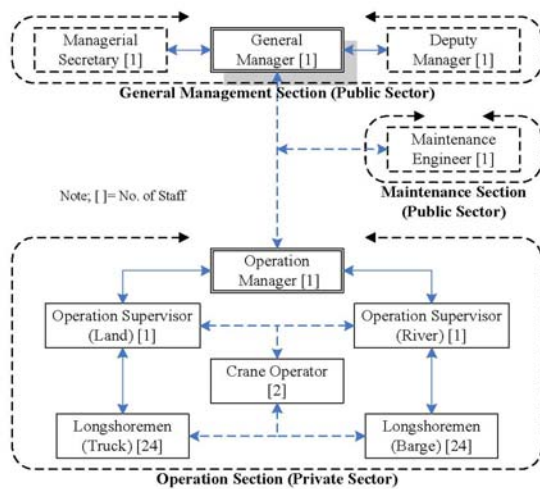 Managerial
Secretary [1]
General
Manager [1]
Deputy
Manager [1]
General Management Section (Public Sector)
Maintenance
Engineer [1]
Maintenance Section
(Public Sector)
Note; [ ]= No. of Staff
Operation
Manager [1]
Operation Supervisor
(Land) [1]
Operation Supervisor
(River) [1]
Crane Operator
[2]
Longshoremen
(Truck) [24]
Longshoremen
(Barge) [24]
Operation Section (Private Sector)